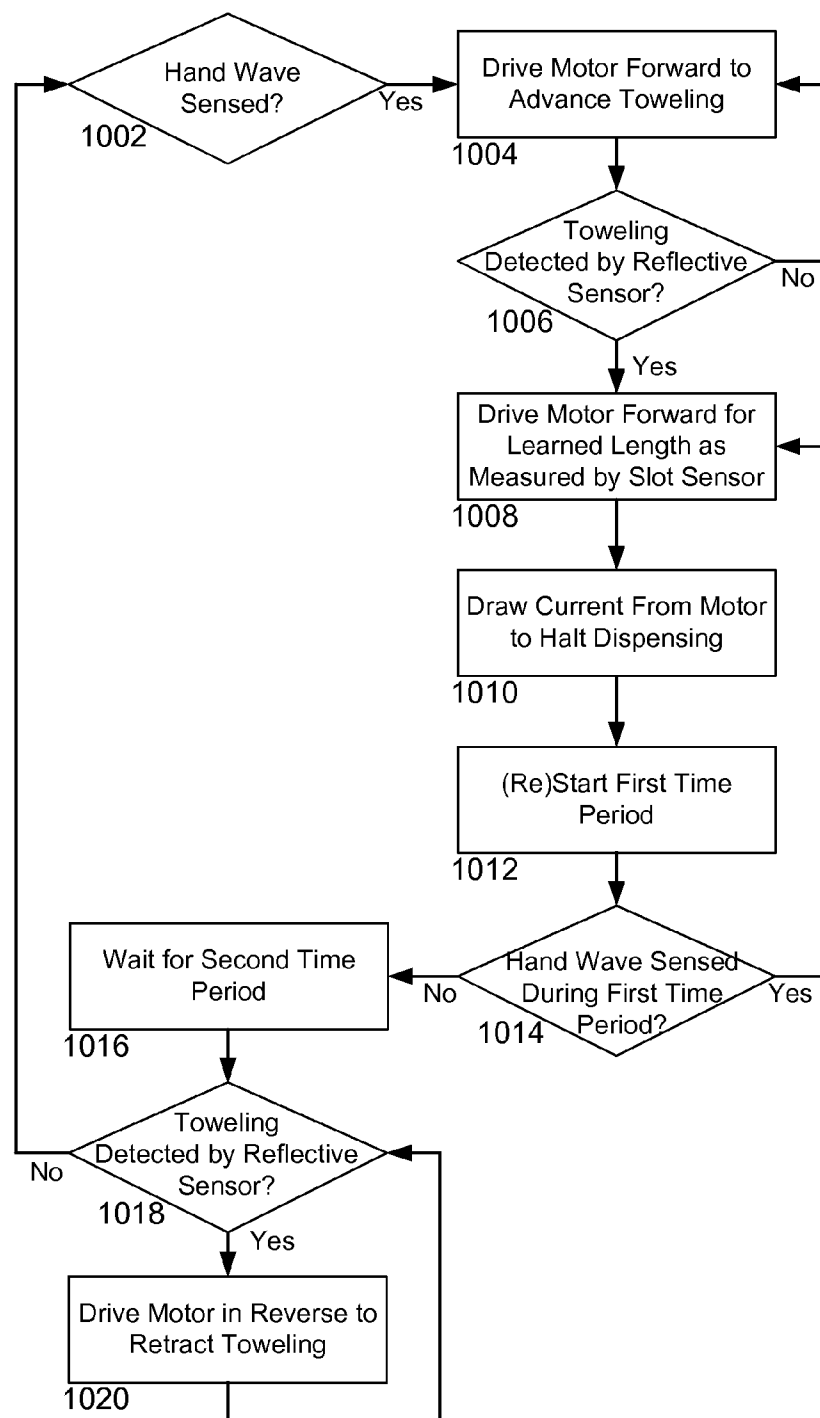 Hand Wave
Sensed?
Yes
1002
Drive Motor Forward to
Advance Toweling
1004
Toweling
Detected by Reflective
Sensor?
No
1006
Yes
Drive Motor Forward for
Learned Length as
Measured by Slot Sensor
1008
Draw Current From Motor
to Halt Dispensing
1010
(Re)Start First Time
Period
1012
Hand Wave Sensed
During First Time
Period?
No
Yes
1014
Wait for Second Time
Period
1016
Toweling
Detected by Reflective
Sensor?
No
1018
Yes
Drive Motor in Reverse to
Retract Toweling
1020